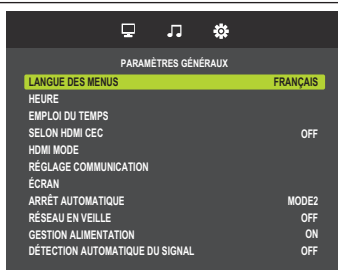 PARAMÈTRES GÉNÉRAUX
LANGUE DES MENUS FRANÇAIS
HEURE
EMPLOI DU TEMPS
SELON HDMI CEC OFF
HDMI MODE
RÉGLAGE COMMUNICATION
ÉCRAN
ARRÊT AUTOMATIQUE MODE2
RÉSEAU EN VEILLE OFF
GESTION ALIMENTATION ON
DÉTECTION AUTOMATIQUE DU SIGNAL OFF